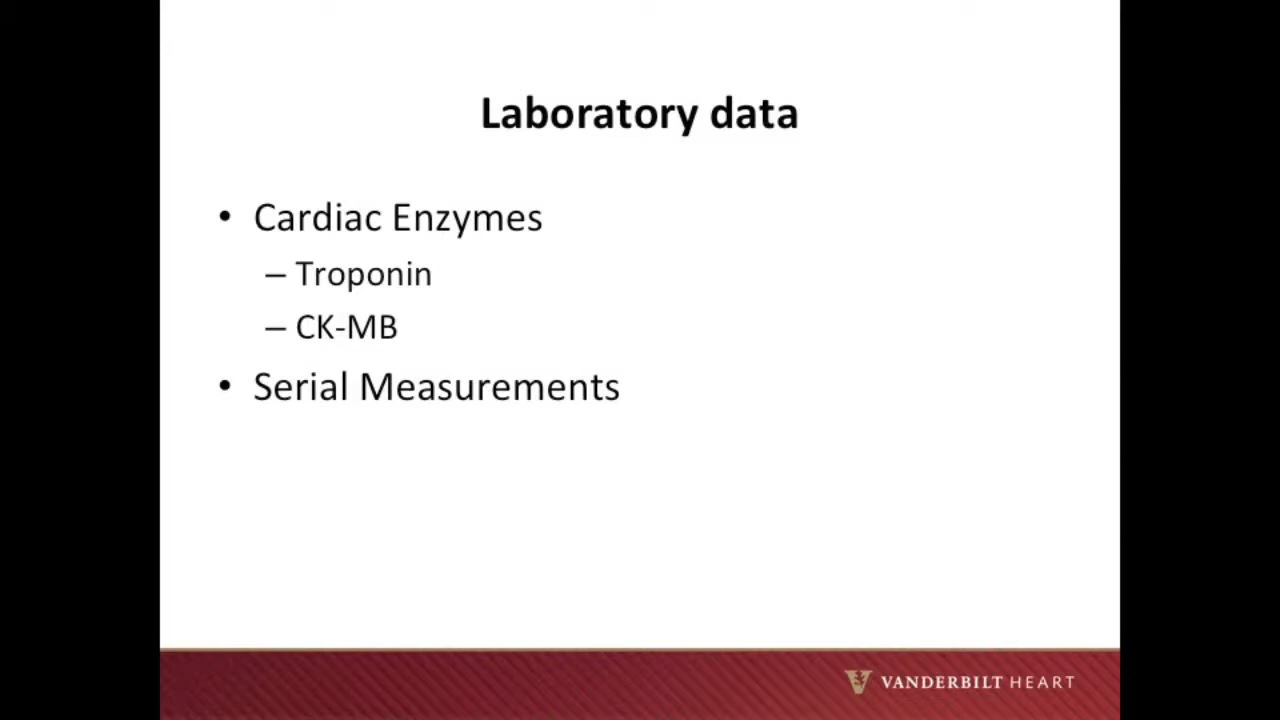 Laboratory data
• Cardiac Enzymes
– Troponin
– CK-MB
• Serial Measurements
V VANDERBILT HEART